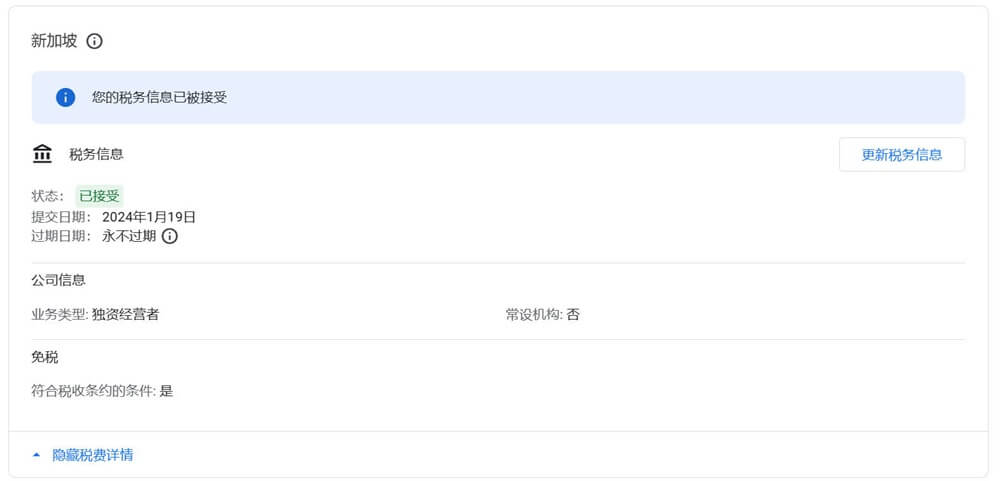 新加坡
您的税务信息已被接受
税务信息 更新税务信息
状态： 已接受
提交日期： 2024年1月19日
过期日期： 永不过期
公司信息
业务类型: 独资经营者 常设机构: 否
免税
符合税收条约的条件: 是
隐藏税费详情